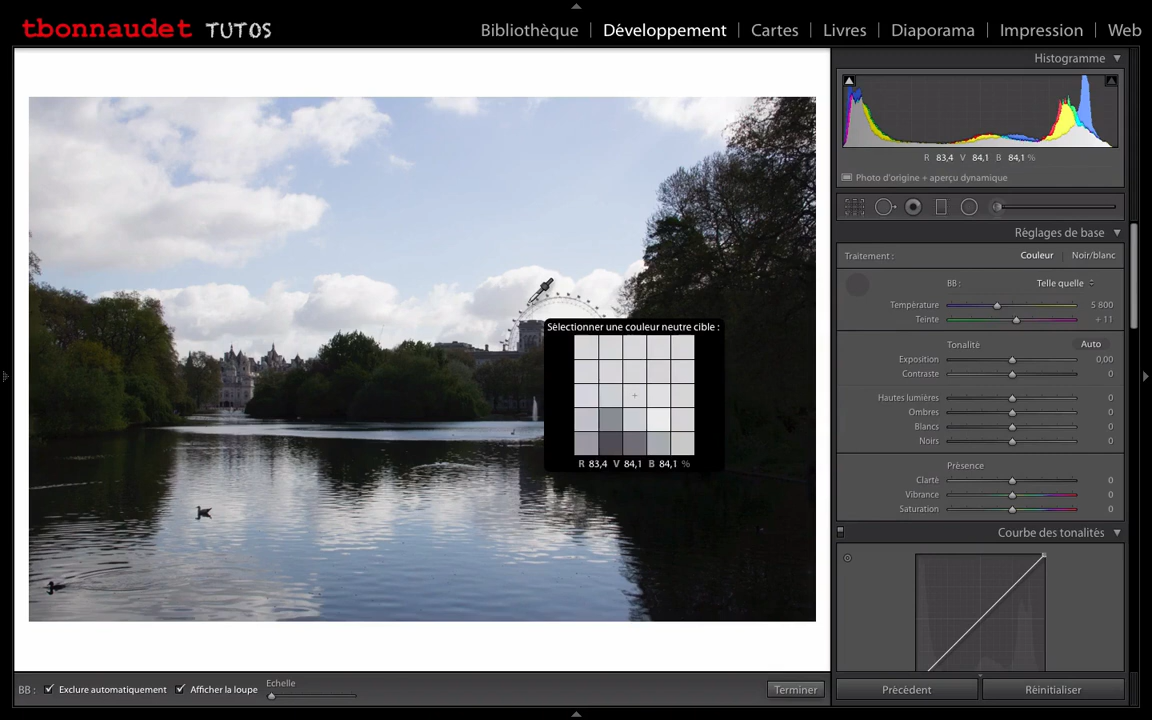 tbonnaudet TUTOS
Bibliothèque | Développement | Cartes | Livres | Diaporama | Impression | Web
Histogramme
R 83,4 V 84,1 B 84,1 %
Photo d'origine + aperçu dynamique
Réglages de base
Traitement : Couleur | Noir/blanc
BB : Telle quelle
Température 5 800
Teinte + 11
Tonalité Auto
Exposition 0,00
Contraste 0
Hautes lumières 0
Ombres 0
Blancs 0
Noirs 0
Présence
Clarté 0
Vibrance 0
Saturation 0
Courbe des tonalités
Sélectionner une couleur neutre cible :
R 83,4 V 84,1 B 84,1 %
BB : Exclure automatiquement Afficher la loupe Echelle Terminer
Précédent Réinitialiser